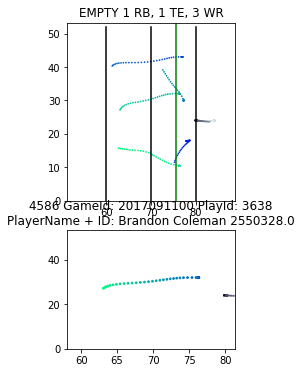 EMPTY 1 RB, 1 TE, 3 WR
50
40
30
20
10
0
60 70 80
4586 GameId: 2017091100 PlayId: 3638
PlayerName + ID: Brandon Coleman 2550328.0
40
20
0
60 65 70 75 80